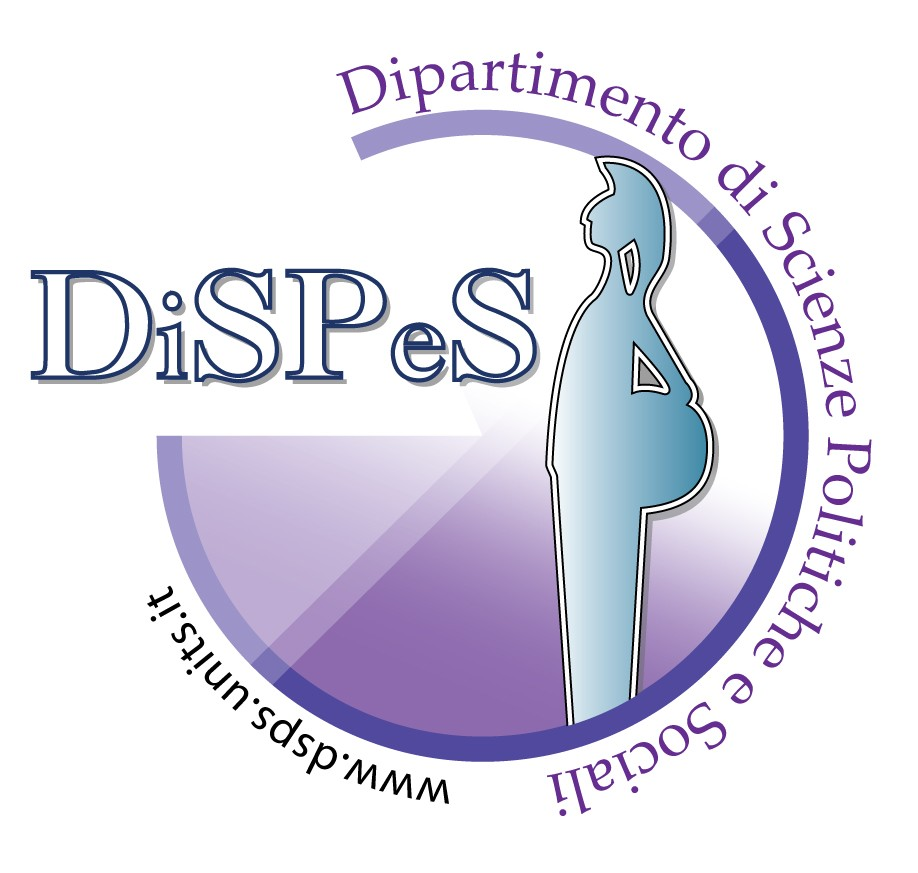 Dipartimento di Scienze Politiche e Sociali
DiSPeS
www.dsps.units.it